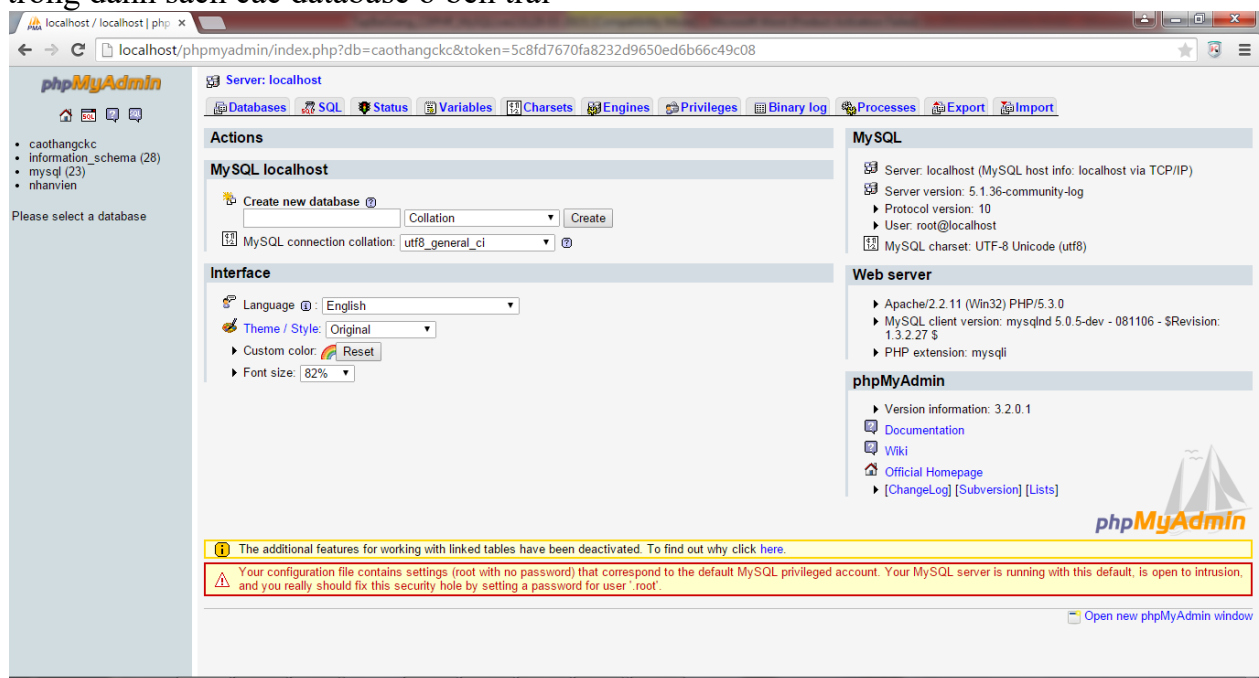 trong danh sách các database ở bên trái
localhost / localhost | php
localhost/phpmyadmin/index.php?db=caothangckc&token=5c8fd7670fa8232d9650ed6b66c49c08
phpMyAdmin
SQL
caothangckc
information_schema (28)
mysql (23)
nhanvien
Please select a database
Server: localhost
Databases SQL Status Variables Charsets Engines Privileges Binary log Processes Export Import
Actions
MySQL localhost
Create new database
Collation Create
MySQL connection collation: utf8_general_ci
Interface
Language : English
Theme / Style: Original
Custom color: Reset
Font size: 82%
MySQL
Server: localhost (MySQL host info: localhost via TCP/IP)
Server version: 5.1.36-community-log
Protocol version: 10
User: root@localhost
MySQL charset: UTF-8 Unicode (utf8)
Web server
Apache/2.2.11 (Win32) PHP/5.3.0
MySQL client version: mysqlnd 5.0.5-dev - 081106 - $Revision:
1.3.2.27 $
PHP extension: mysqli
phpMyAdmin
Version information: 3.2.0.1
Documentation
Wiki
Official Homepage
[ChangeLog] [Subversion] [Lists]
phpMyAdmin
The additional features for working with linked tables have been deactivated. To find out why click here.
Your configuration file contains settings (root with no password) that correspond to the default MySQL privileged account. Your MySQL server is running with this default, is open to intrusion,
and you really should fix this security hole by setting a password for user '.root'.
Open new phpMyAdmin window